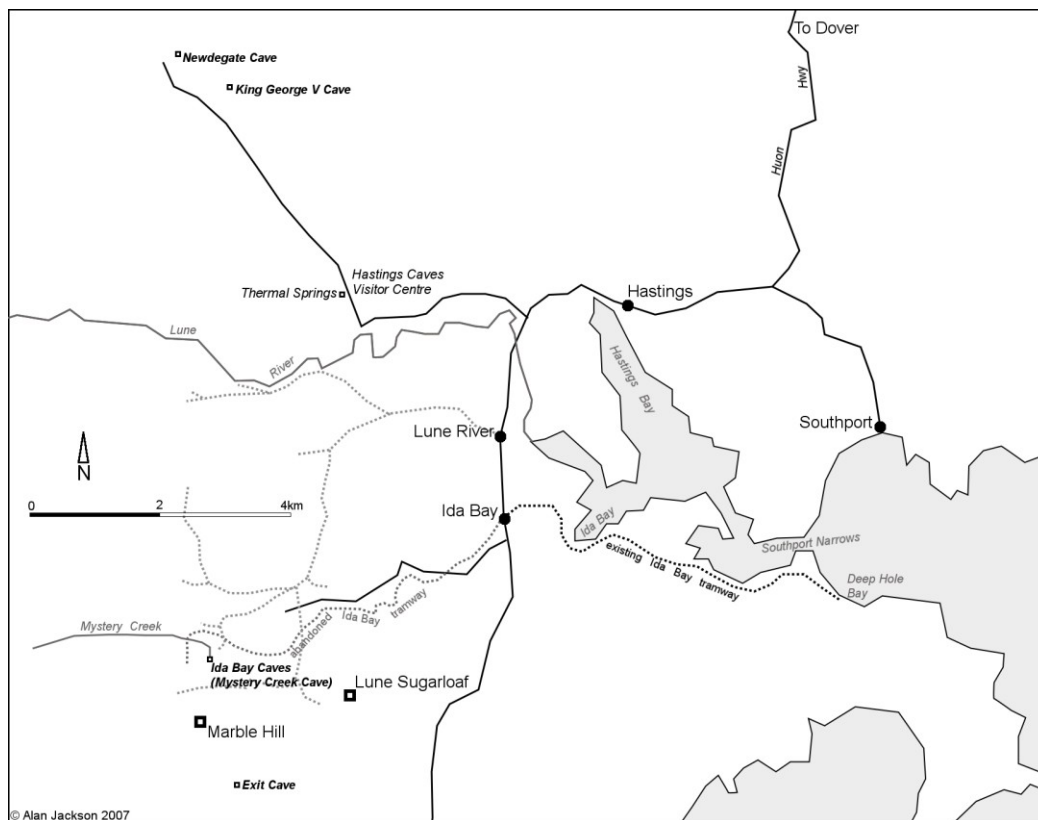 To Dover
Newdegate Cave
Hwy
King George V Cave
Huon
Hastings Caves
Visitor Centre
Thermal Springs
Hastings
Lune
River
Hastings Bay
Southport
Lune River
N
0 2 4km
Ida Bay
Ida Bay
existing Ida Bay tramway
Southport Narrows
Deep Hole
Bay
abandoned Ida Bay tramway
Mystery Creek
Ida Bay Caves
(Mystery Creek Cave)
Lune Sugarloaf
Marble Hill
Exit Cave
© Alan Jackson 2007